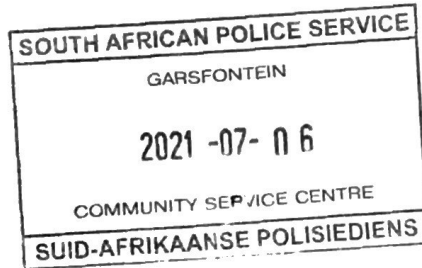 SOUTH AFRICAN POLICE SERVICE
GARSFONTEIN
2021 -07- 06
COMMUNITY SERVICE CENTRE
SUID-AFRIKAANSE POLISIEDIENS